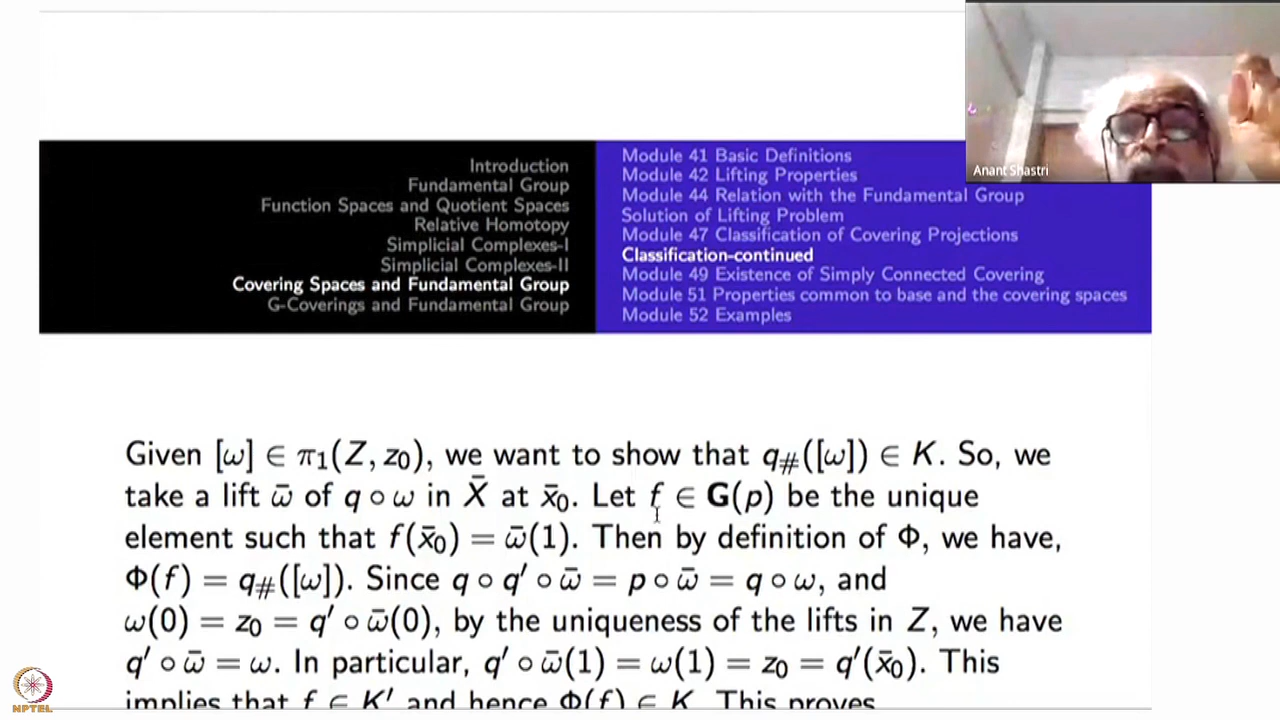 Introduction
Fundamental Group
Function Spaces and Quotient Spaces
Relative Homotopy
Simplicial Complexes-I
Simplicial Complexes-II
Covering Spaces and Fundamental Group
G-Coverings and Fundamental Group
Module 41 Basic Definitions
Module 42 Lifting Properties
Module 44 Relation with the Fundamental Group
Solution of Lifting Problem
Module 47 Classification of Covering Projections
Classification-continued
Module 49 Existence of Simply Connected Covering
Module 51 Properties common to base and the covering spaces
Module 52 Examples
Anant Shastri
Given [ω] ∈ π₁(Z, z₀), we want to show that q#([ω]) ∈ K. So, we
take a lift ω̄ of q ∘ ω in X̄ at x̄₀. Let f ∈ G(p) be the unique
element such that f(x̄₀) = ω̄(1). Then by definition of Φ, we have,
Φ(f) = q#([ω]). Since q ∘ q′ ∘ ω̄ = p ∘ ω̄ = q ∘ ω, and
ω(0) = z₀ = q′ ∘ ω̄(0), by the uniqueness of the lifts in Z, we have
q′ ∘ ω̄ = ω. In particular, q′ ∘ ω̄(1) = ω(1) = z₀ = q′(x̄₀). This
implies that f ∈ K′ and hence Φ(f) ∈ K. This proves
NPTEL